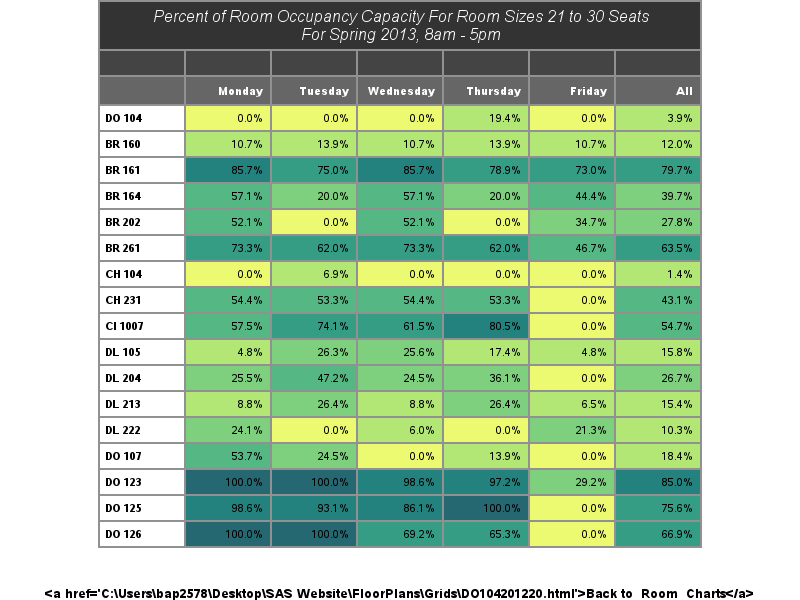 Percent of Room Occupancy Capacity For Room Sizes 21 to 30 Seats
For Spring 2013, 8am - 5pm
Monday Tuesday Wednesday Thursday Friday All
DO 104 0.0% 0.0% 0.0% 19.4% 0.0% 3.9%
BR 160 10.7% 13.9% 10.7% 13.9% 10.7% 12.0%
BR 161 85.7% 75.0% 85.7% 78.9% 73.0% 79.7%
BR 164 57.1% 20.0% 57.1% 20.0% 44.4% 39.7%
BR 202 52.1% 0.0% 52.1% 0.0% 34.7% 27.8%
BR 261 73.3% 62.0% 73.3% 62.0% 46.7% 63.5%
CH 104 0.0% 6.9% 0.0% 0.0% 0.0% 1.4%
CH 231 54.4% 53.3% 54.4% 53.3% 0.0% 43.1%
CI 1007 57.5% 74.1% 61.5% 80.5% 0.0% 54.7%
DL 105 4.8% 26.3% 25.6% 17.4% 4.8% 15.8%
DL 204 25.5% 47.2% 24.5% 36.1% 0.0% 26.7%
DL 213 8.8% 26.4% 8.8% 26.4% 6.5% 15.4%
DL 222 24.1% 0.0% 6.0% 0.0% 21.3% 10.3%
DO 107 53.7% 24.5% 0.0% 13.9% 0.0% 18.4%
DO 123 100.0% 100.0% 98.6% 97.2% 29.2% 85.0%
DO 125 98.6% 93.1% 86.1% 100.0% 0.0% 75.6%
DO 126 100.0% 100.0% 69.2% 65.3% 0.0% 66.9%
<a href='C:\Users\bap2578\Desktop\SAS Website\FloorPlans\Grids\DO104201220.html'>Back to Room Charts</a>